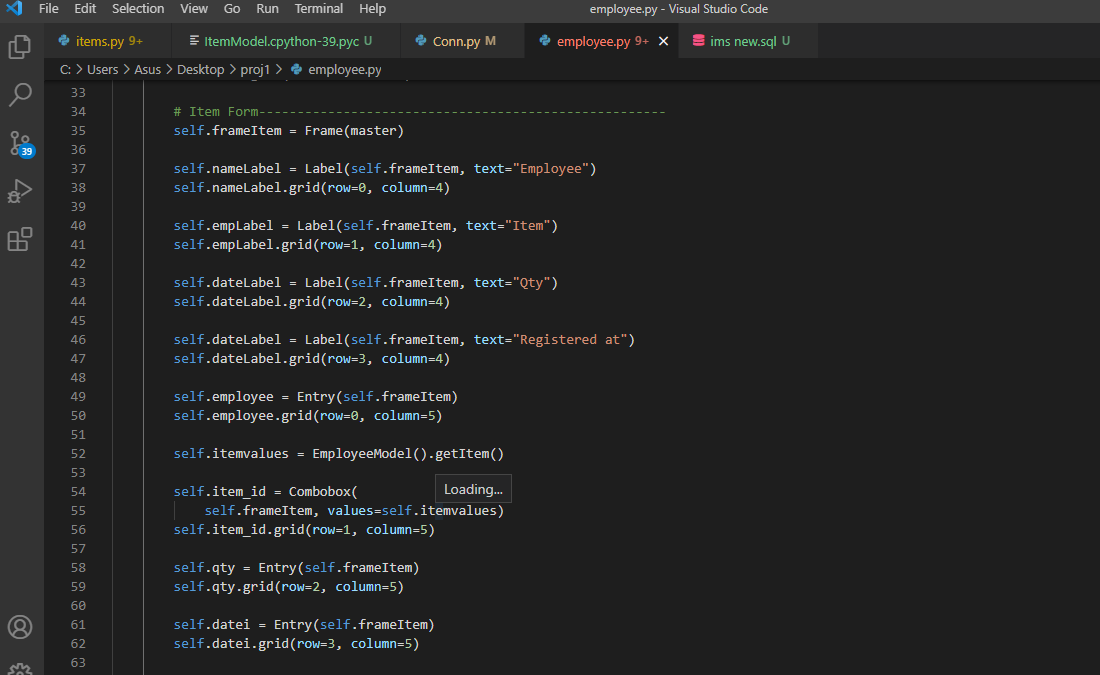 File Edit Selection View Go Run Terminal Help employee.py - Visual Studio Code
items.py 9+ ItemModel.cpython-39.pyc U Conn.py M employee.py 9+ × ims new.sql U
C: > Users > Asus > Desktop > proj1 > employee.py
33
34 # Item Form-----------------------------------------------------
35 self.frameItem = Frame(master)
36
37 self.nameLabel = Label(self.frameItem, text="Employee")
38 self.nameLabel.grid(row=0, column=4)
39
40 self.empLabel = Label(self.frameItem, text="Item")
41 self.empLabel.grid(row=1, column=4)
42
43 self.dateLabel = Label(self.frameItem, text="Qty")
44 self.dateLabel.grid(row=2, column=4)
45
46 self.dateLabel = Label(self.frameItem, text="Registered at")
47 self.dateLabel.grid(row=3, column=4)
48
49 self.employee = Entry(self.frameItem)
50 self.employee.grid(row=0, column=5)
51
52 self.itemvalues = EmployeeModel().getItem()
53
Loading...
54 self.item_id = Combobox(
55 self.frameItem, values=self.itemvalues)
56 self.item_id.grid(row=1, column=5)
57
58 self.qty = Entry(self.frameItem)
59 self.qty.grid(row=2, column=5)
60
61 self.datei = Entry(self.frameItem)
62 self.datei.grid(row=3, column=5)
63
39